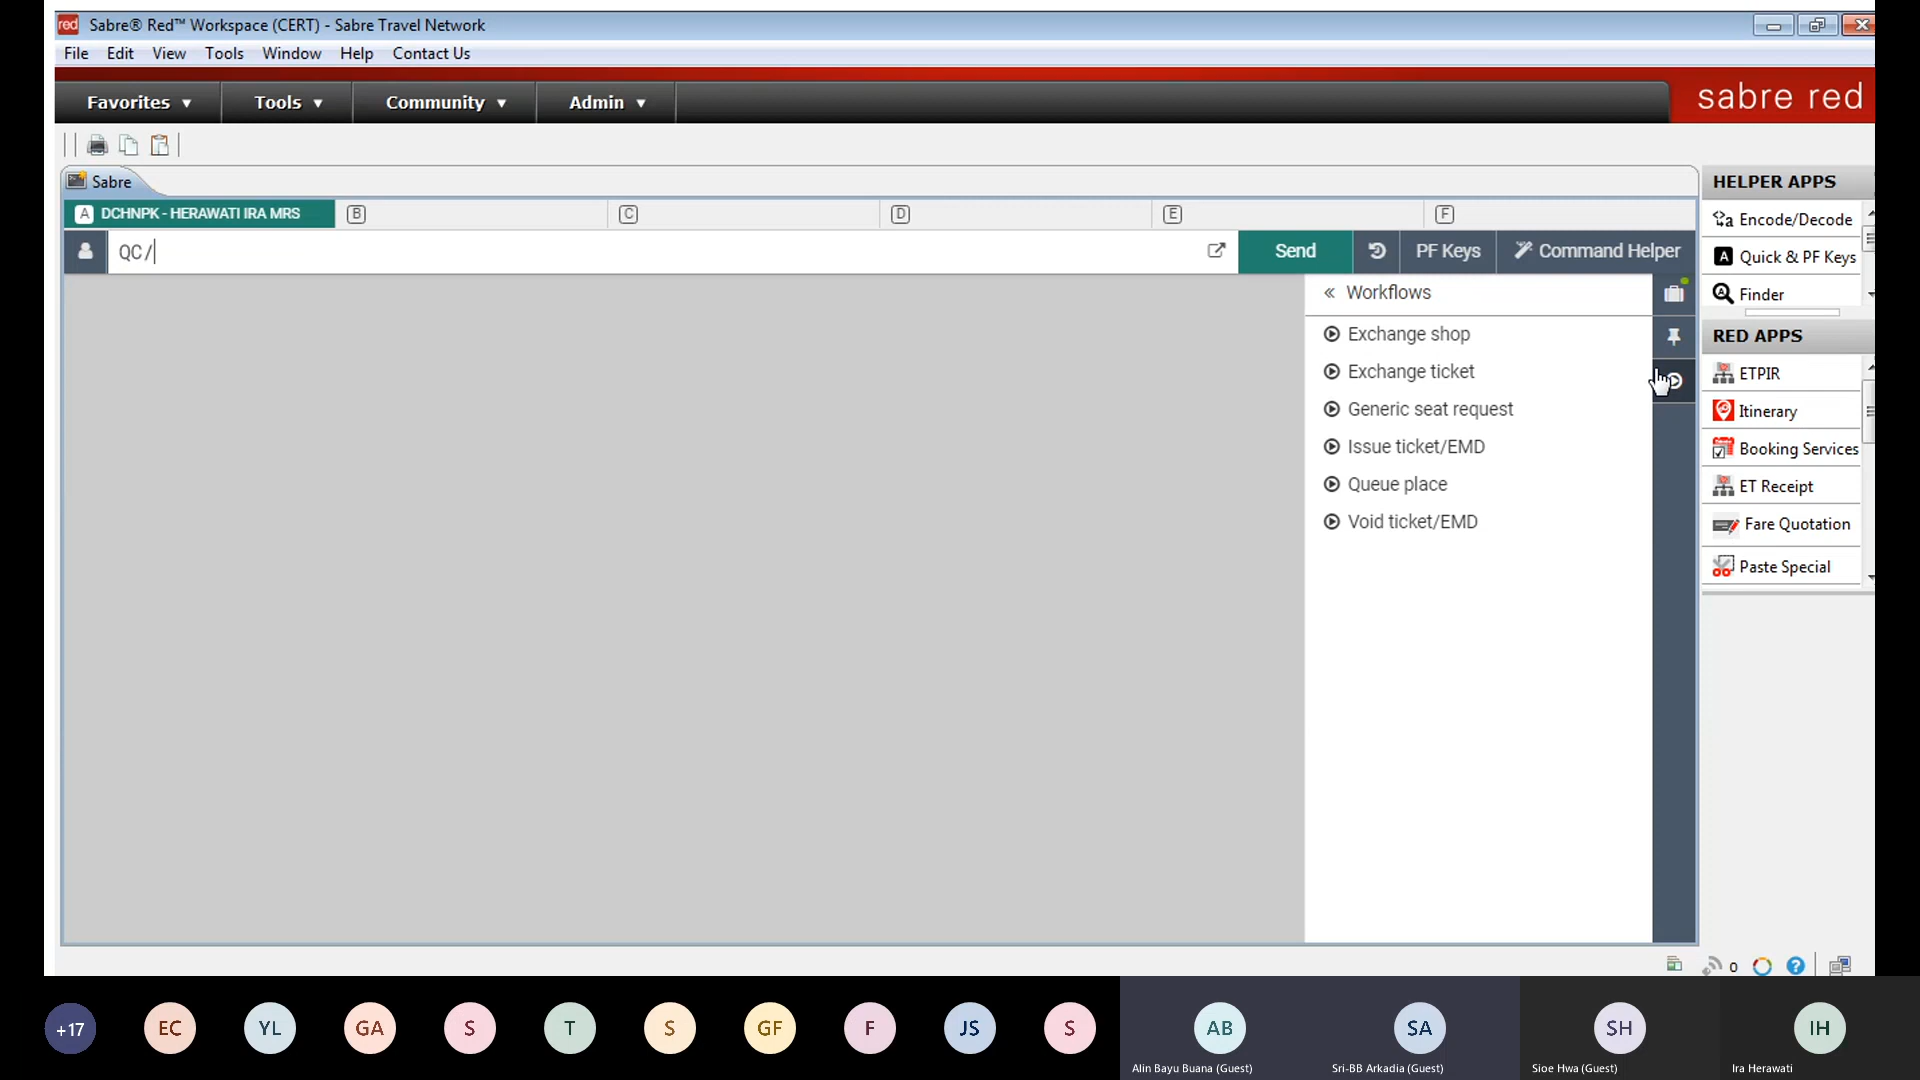 red Sabre® Red™ Workspace (CERT) - Sabre Travel Network
File Edit View Tools Window Help Contact Us
Favorites ▼ Tools ▼ Community ▼ Admin ▼
sabre red
Sabre
A DCHNPK - HERAWATI IRA MRS B C D E F
QC/
Send PF Keys Command Helper
« Workflows
Exchange shop
Exchange ticket
Generic seat request
Issue ticket/EMD
Queue place
Void ticket/EMD
HELPER APPS
Encode/Decode
A Quick & PF Keys
Finder
RED APPS
ETPIR
Itinerary
Booking Services
ET Receipt
Fare Quotation
Paste Special
0 ?
+17 EC YL GA S T S GF F JS S AB SA SH IH
Alin Bayu Buana (Guest) Sri-BB Arkadia (Guest) Sioe Hwa (Guest) Ira Herawati